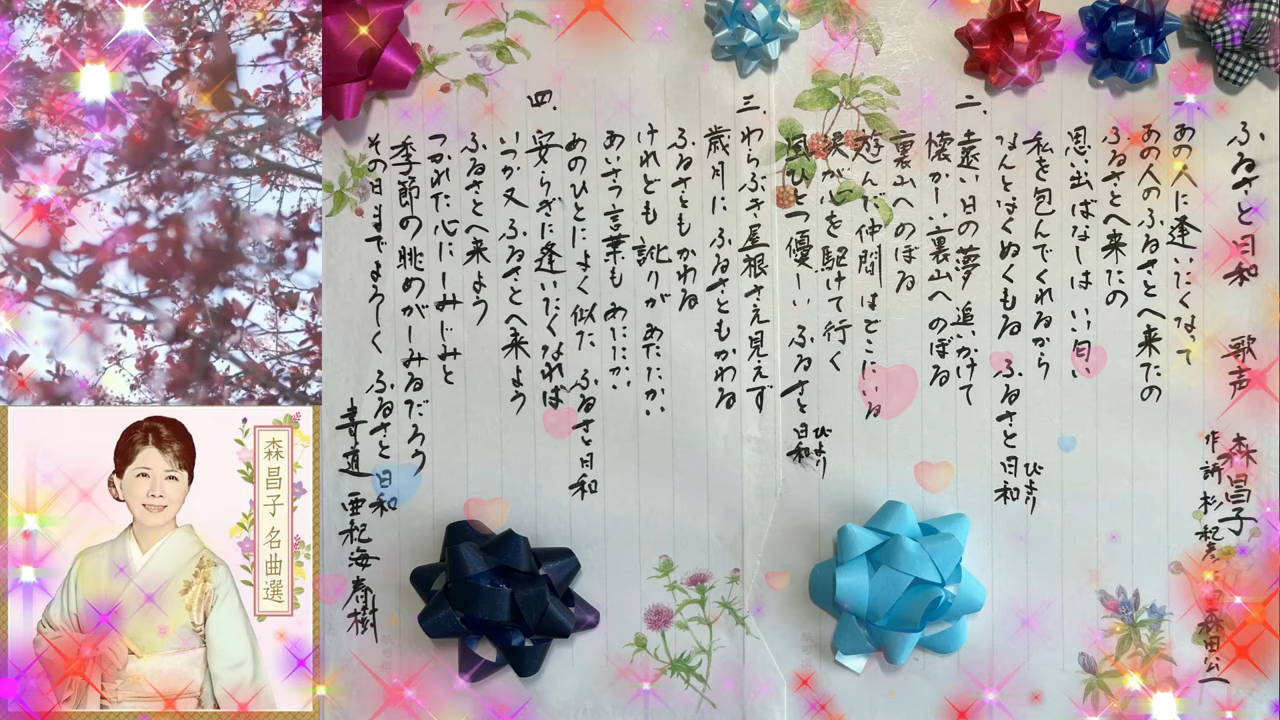 ふるさと日和 歌声 森昌子
作詞 杉紀彦 森田公一
一、
あの人に逢いたくなって
あの人のふるさとへ来たの
ふるさとへ来たの
思い出ばなしは いい匂い
私を包んでくれるから
なんとはくぬくもる ふるさと日和
びより
二、
遠い日の夢 追いかけて
懐かしい裏山へのぼる
裏山へのぼる
遊んだ仲間はどこにいる
涙が心を駆けて行く
風ひとつ優しい ふるさと日和
びより
三、わらぶき屋根さえ見えず
歳月に ふるさともかわる
ふるさともかわる
けれども 訛りが あたたかい
あいさつ言葉も あたたかい
あのひとによく似た ふるさと日和
四、安らぎに逢いたくなれば
いつか又 ふるさとへ来よう
ふるさとへ来よう
つかれた心にしみじみと
季節の眺めがしみるだろう
その日までよろしく ふるさと日和
書道 亜紀海春樹
森昌子 名曲選